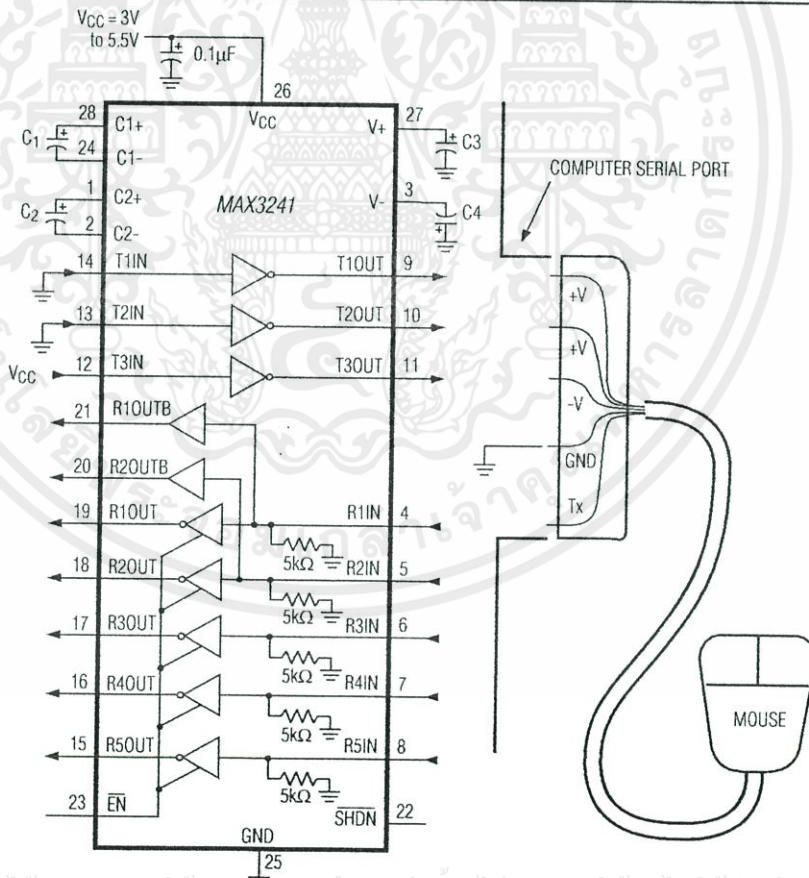 VCC = 3V
to 5.5V
0.1µF
26
VCC
28
C1+
C1
24
C1-
1
C2+
C2
2
C2-
MAX3241
27
V+
C3
3
V-
C4
COMPUTER SERIAL PORT
14
T1IN
T1OUT
9
13
T2IN
T2OUT
10
VCC
12
T3IN
T3OUT
11
21
R1OUTB
20
R2OUTB
19
R1OUT
R1IN
4
5kΩ
18
R2OUT
R2IN
5
5kΩ
17
R3OUT
R3IN
6
5kΩ
16
R4OUT
R4IN
7
5kΩ
15
R5OUT
R5IN
8
5kΩ
23
EN
SHDN
22
GND
25
+V
+V
-V
GND
Tx
MOUSE